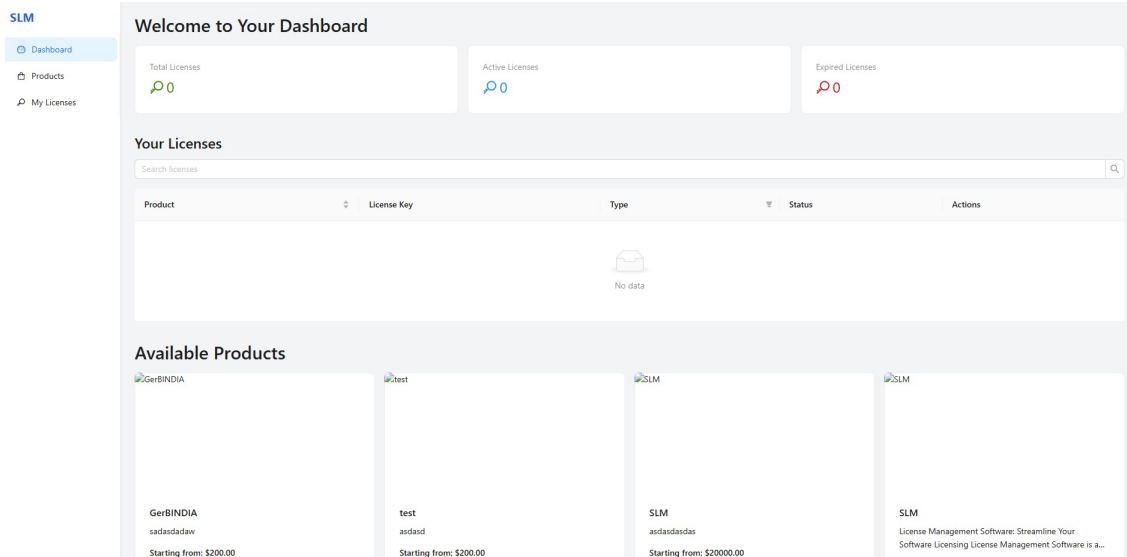 SLM
Dashboard
Products
My Licenses
Welcome to Your Dashboard
Total Licenses
0
Active Licenses
0
Expired Licenses
0
Your Licenses
Search licenses
Product License Key Type Status Actions
No data
Available Products
GerBINDIA
test
SLM
SLM
GerBINDIA
sadasdadaw
Starting from: $200.00
test
asdasd
Starting from: $200.00
SLM
asdasdasdas
Starting from: $20000.00
SLM
License Management Software: Streamline Your
Software Licensing License Management Software is a...